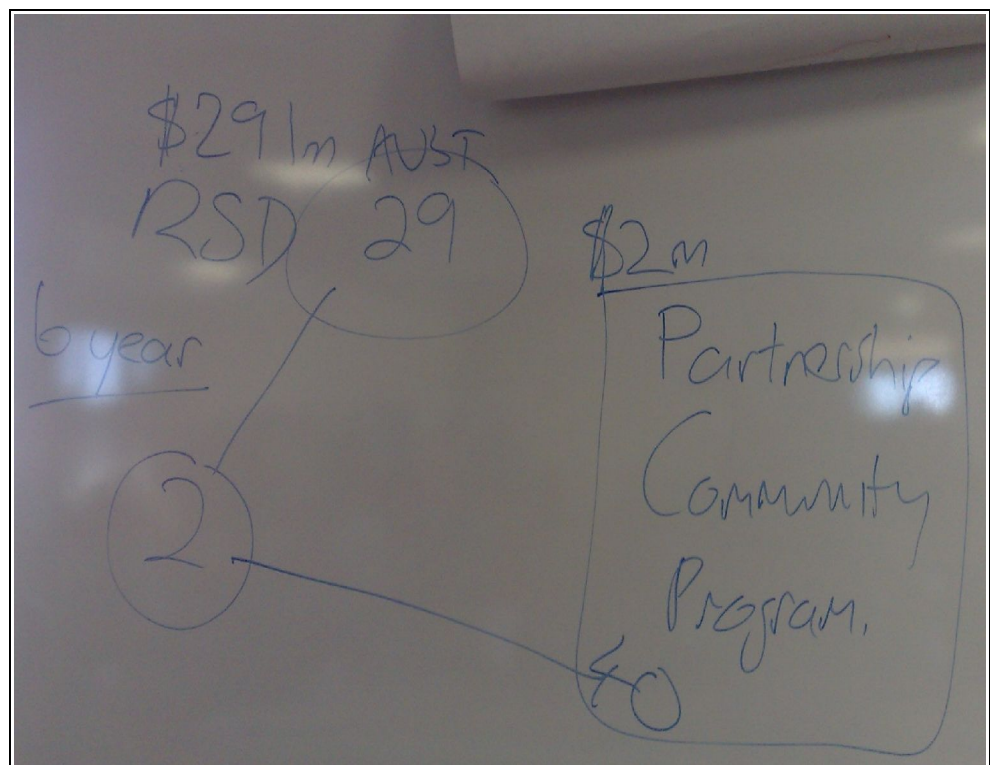 $291m AUST
RSD 29
6 year
2
$2m
Partnership
Community
Program.
40